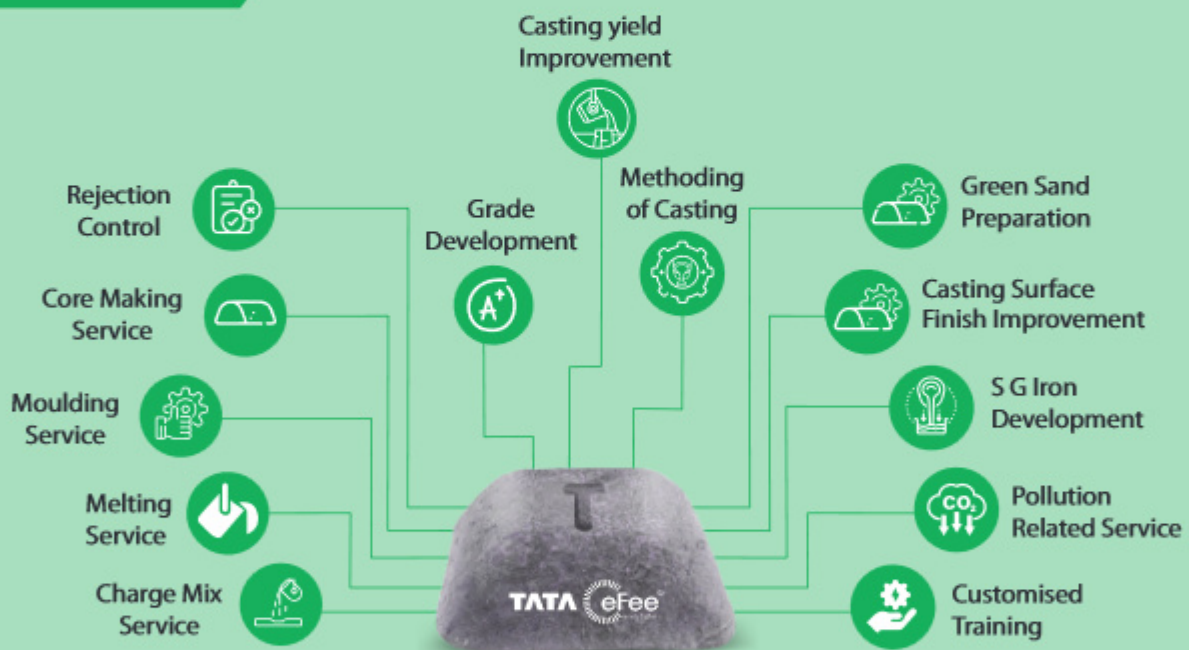 Casting yield
Improvement
Rejection
Control
Grade
Development
Methoding
of Casting
Green Sand
Preparation
Core Making
Service
Casting Surface
Finish Improvement
Moulding
Service
S G Iron
Development
Melting
Service
Pollution
Related Service
Charge Mix
Service
Customised
Training
A+
CO₂
T
TATA eFee